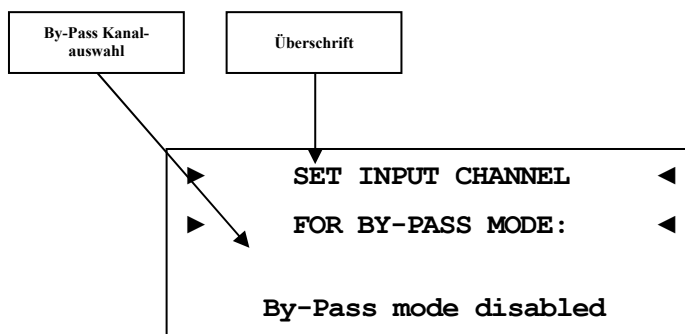 By-Pass Kanal-
auswahl
Überschrift
► SET INPUT CHANNEL ◄
► FOR BY-PASS MODE: ◄
By-Pass mode disabled